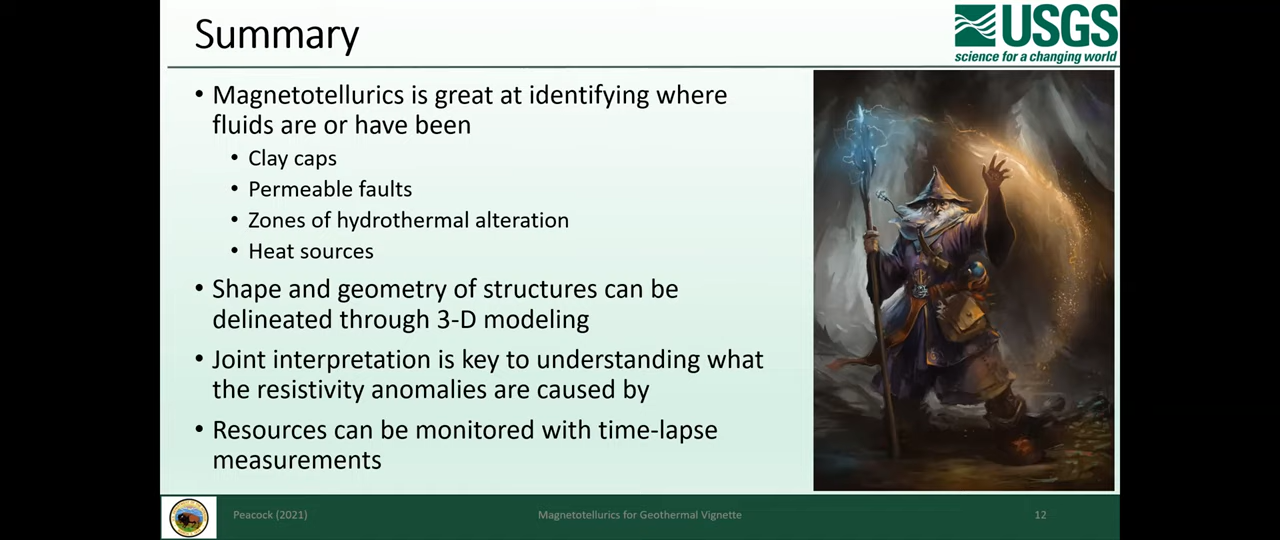 Summary
USGS
science for a changing world
• Magnetotellurics is great at identifying where
fluids are or have been
• Clay caps
• Permeable faults
• Zones of hydrothermal alteration
• Heat sources
• Shape and geometry of structures can be
delineated through 3-D modeling
• Joint interpretation is key to understanding what
the resistivity anomalies are caused by
• Resources can be monitored with time-lapse
measurements
Peacock (2021)
Magnetotellurics for Geothermal Vignette
12